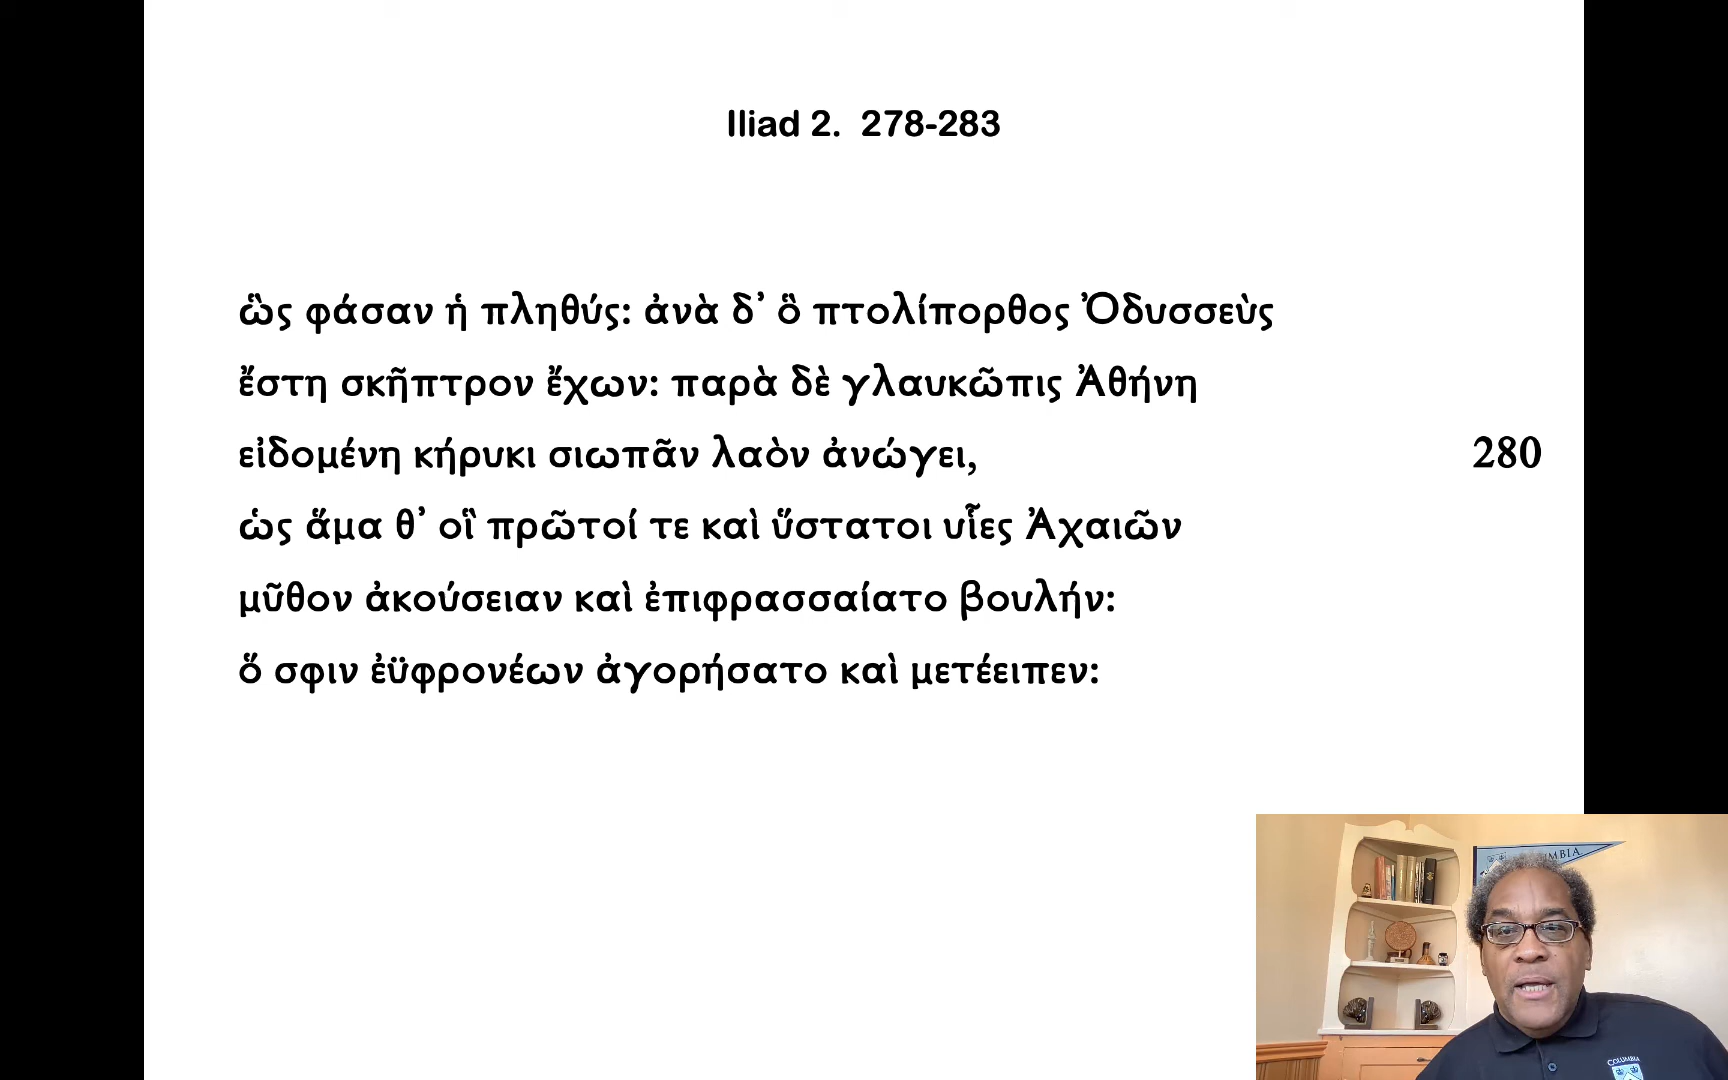 Iliad 2. 278-283
ὣς φάσαν ἡ πληθύς: ἀνὰ δ᾽ ὃ πτολίπορθος Ὀδυσσεὺς
ἔστη σκῆπτρον ἔχων: παρὰ δὲ γλαυκῶπις Ἀθήνη
εἰδομένη κήρυκι σιωπᾶν λαὸν ἀνώγει, 280
ὡς ἅμα θ᾽ οἳ πρῶτοί τε καὶ ὕστατοι υἷες Ἀχαιῶν
μῦθον ἀκούσειαν καὶ ἐπιφρασσαίατο βουλήν:
ὅ σφιν ἐϋφρονέων ἀγορήσατο καὶ μετέειπεν:
COLUMBIA